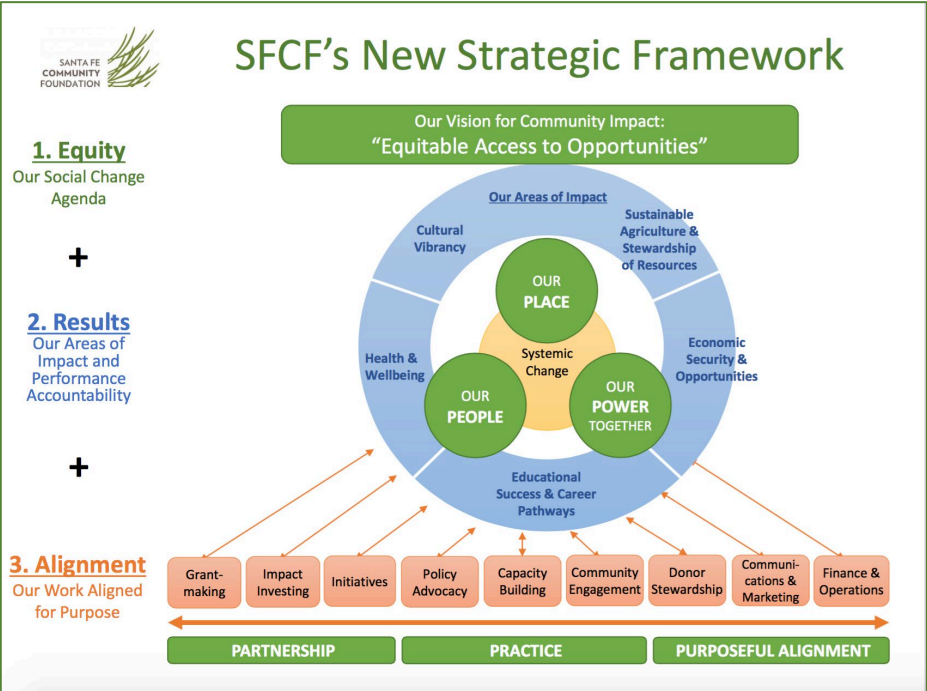 SANTA FE
COMMUNITY
FOUNDATION
SFCF's New Strategic Framework
Our Vision for Community Impact:
“Equitable Access to Opportunities”
1. Equity
Our Social Change
Agenda
+
2. Results
Our Areas of
Impact and
Performance
Accountability
+
3. Alignment
Our Work Aligned
for Purpose
Our Areas of Impact
Cultural
Vibrancy
Sustainable
Agriculture &
Stewardship
of Resources
Health &
Wellbeing
Economic
Security &
Opportunities
Educational
Success & Career
Pathways
OUR
PLACE
Systemic
Change
OUR
PEOPLE
OUR
POWER
TOGETHER
Grant-
making
Impact
Investing
Initiatives
Policy
Advocacy
Capacity
Building
Community
Engagement
Donor
Stewardship
Communi-
cations &
Marketing
Finance &
Operations
PARTNERSHIP
PRACTICE
PURPOSEFUL ALIGNMENT